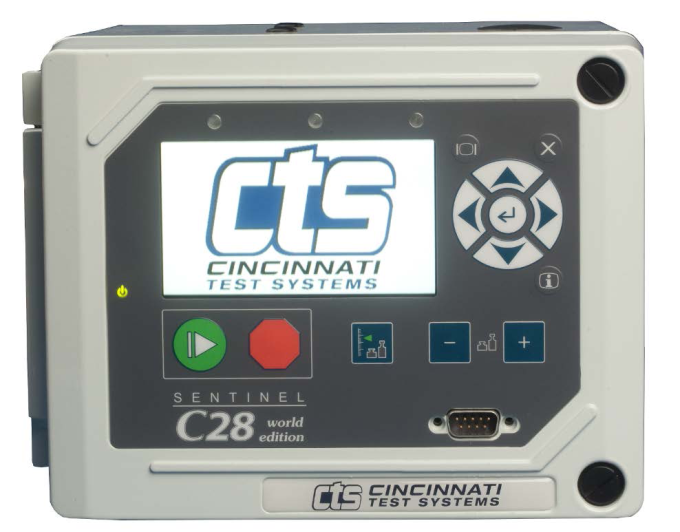 cts
CINCINNATI
TEST SYSTEMS
SENTINEL
C28 world
edition
cts CINCINNATI
TEST SYSTEMS